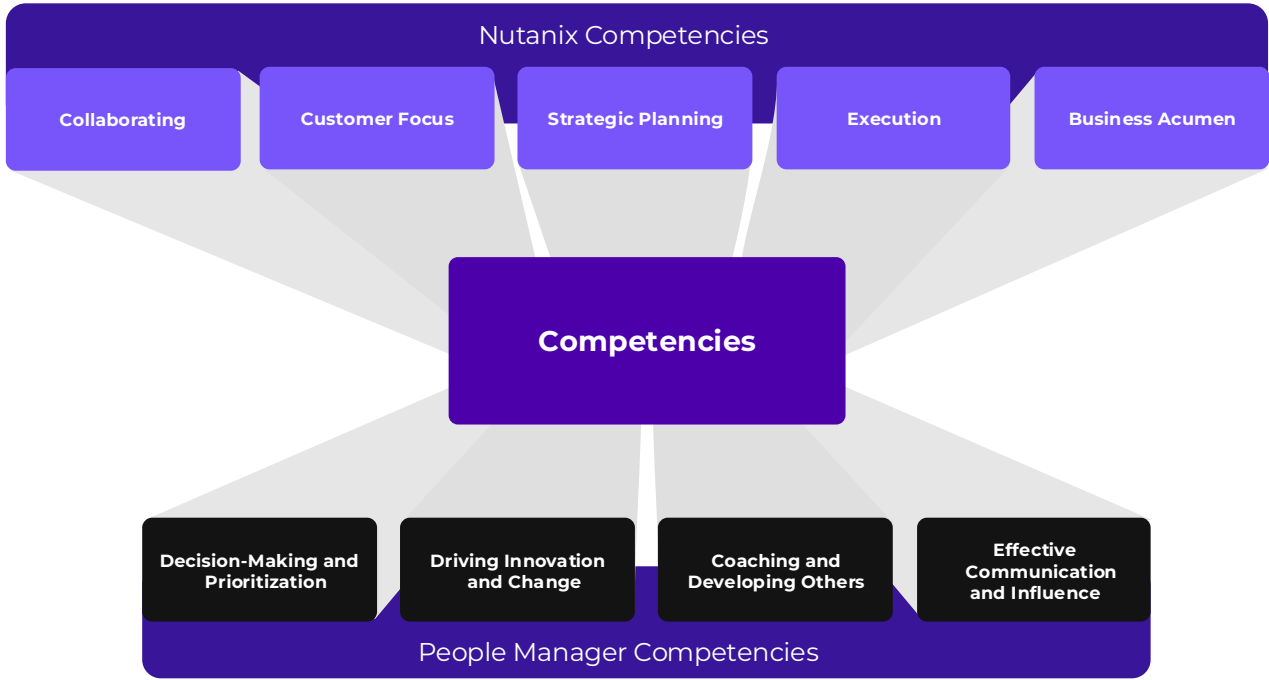 Nutanix Competencies
Collaborating
Customer Focus
Strategic Planning
Execution
Business Acumen
Competencies
Decision-Making and
Prioritization
Driving Innovation
and Change
Coaching and
Developing Others
Effective
Communication
and Influence
People Manager Competencies